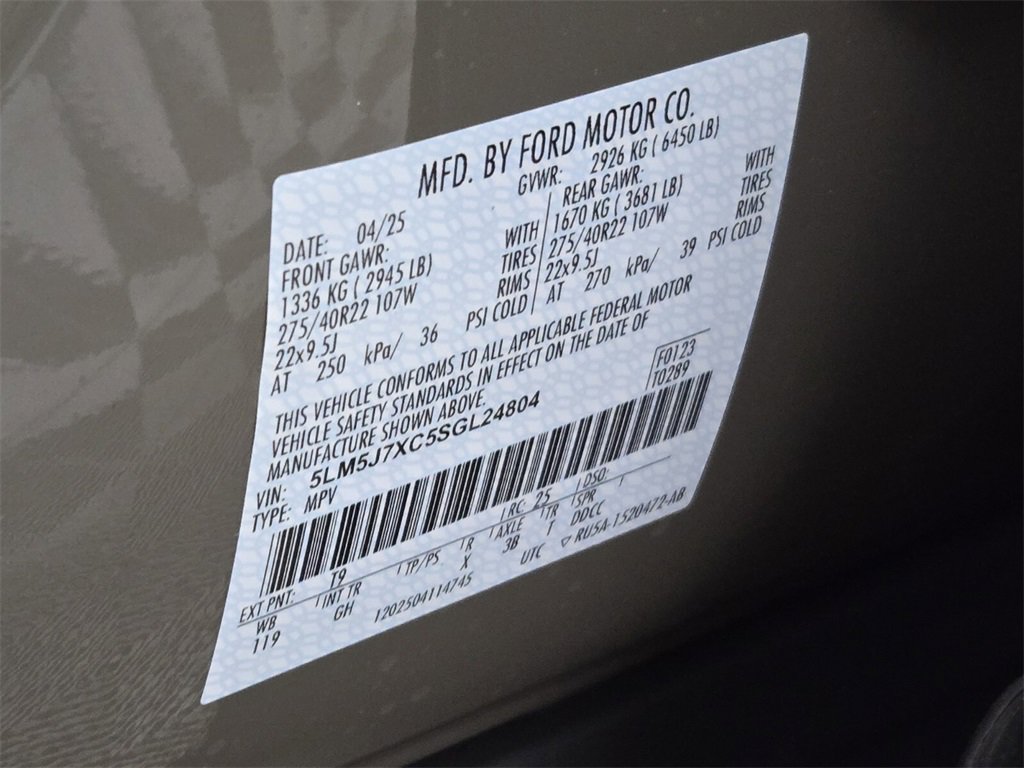 MFD. BY FORD MOTOR CO.
DATE: 04/25
GVWR: 2926 KG ( 6450 LB)
FRONT GAWR:
1336 KG ( 2945 LB) WITH
275/40R22 107W TIRES
22x9.5J RIMS
AT 250 kPa/ 36 PSI COLD
REAR GAWR:
1670 KG ( 3681 LB) WITH
275/40R22 107W TIRES
22x9.5J RIMS
AT 270 kPa/ 39 PSI COLD
THIS VEHICLE CONFORMS TO ALL APPLICABLE FEDERAL MOTOR
VEHICLE SAFETY STANDARDS IN EFFECT ON THE DATE OF
MANUFACTURE SHOWN ABOVE.
VIN: 5LM5J7XC5SGL24804
TYPE: MPV
F0123
T0289
EXT PNT: T9 RC: 25 DSO:
WB INT TR TP/PS R AXLE TR SPR
119 GH X 3B T DDCC
1202504114745 UTC ▽ RU5A-1520472-AB